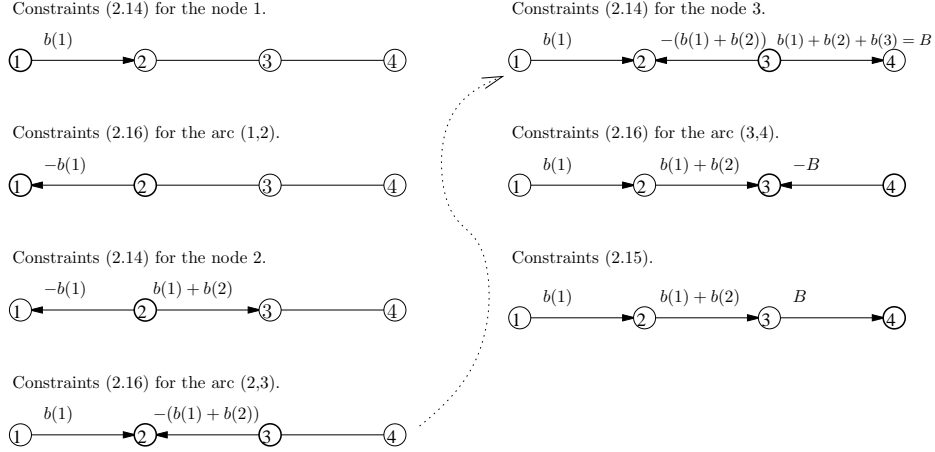 Constraints (2.14) for the node 1.
b(1)
1 2 3 4
Constraints (2.16) for the arc (1,2).
−b(1)
1 2 3 4
Constraints (2.14) for the node 2.
−b(1) b(1) + b(2)
1 2 3 4
Constraints (2.16) for the arc (2,3).
b(1) −(b(1) + b(2))
1 2 3 4
Constraints (2.14) for the node 3.
b(1) −(b(1) + b(2)) b(1) + b(2) + b(3) = B
1 2 3 4
Constraints (2.16) for the arc (3,4).
b(1) b(1) + b(2) −B
1 2 3 4
Constraints (2.15).
b(1) b(1) + b(2) B
1 2 3 4